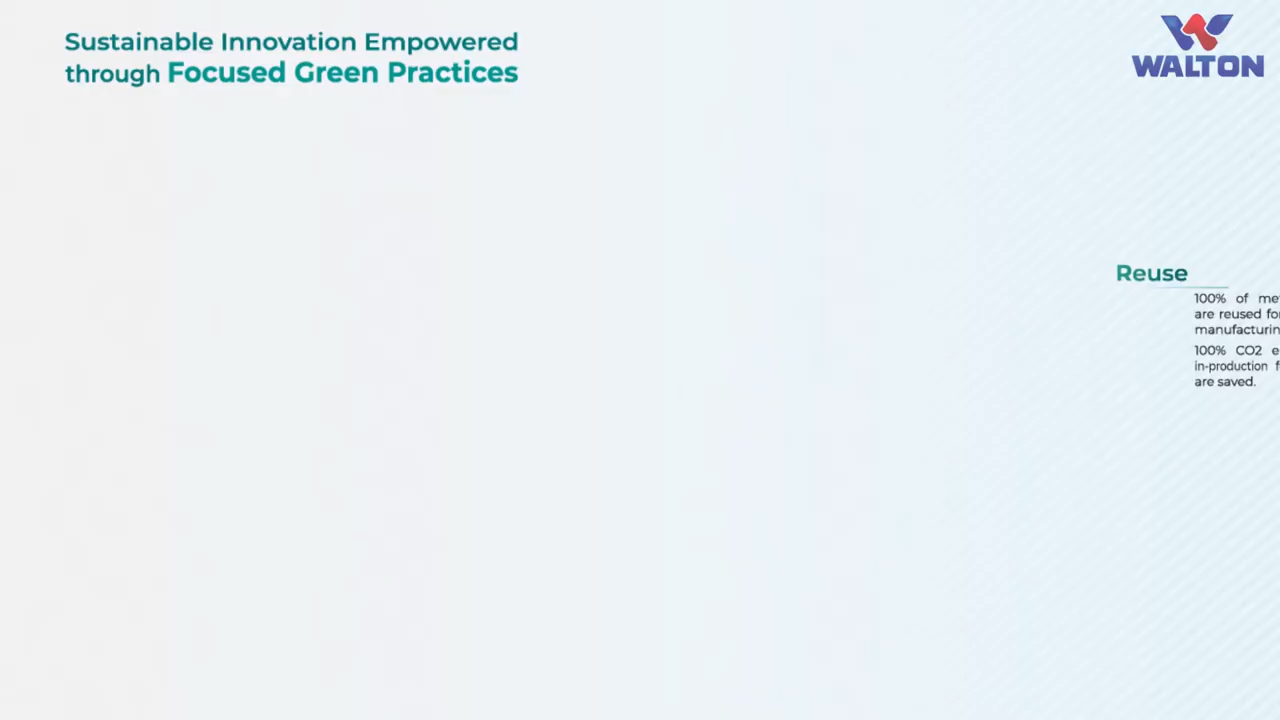 Sustainable Innovation Empowered
through Focused Green Practices
WALTON
Reuse
100% of
are reused
manufacturin
100% CO2
in-production
are saved.